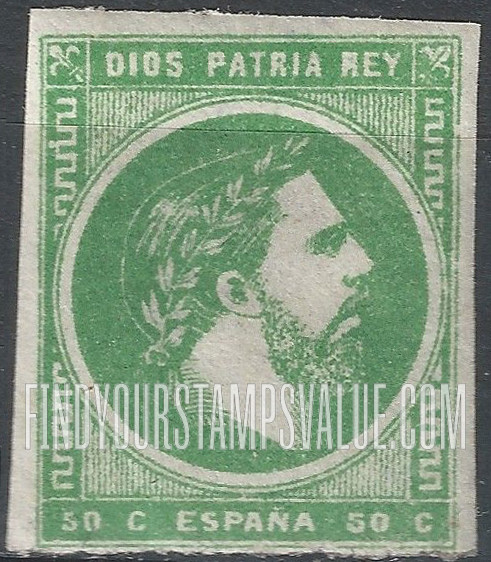 DIOS PATRIA REY
FINDYOURSTAMPSVALUE.COM
50 C ESPAÑA 50 C